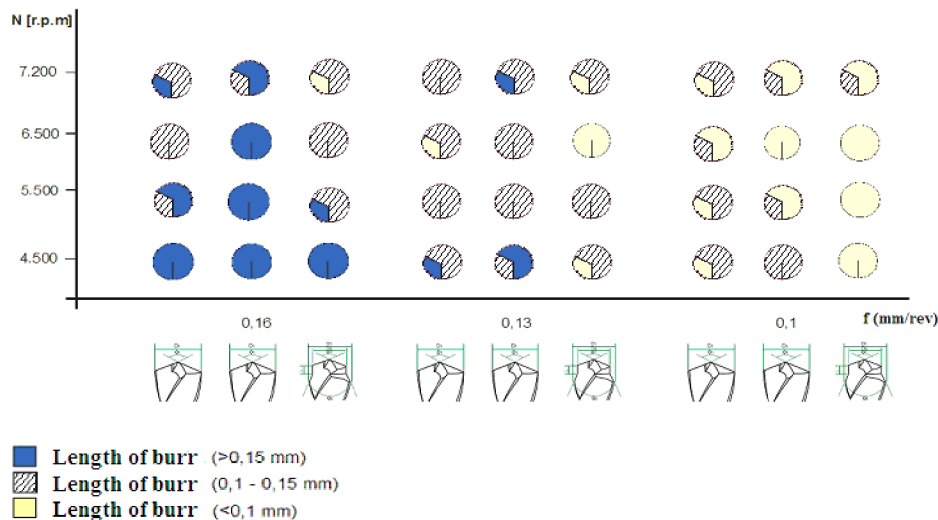 N [r.p.m]
7.200
6.500
5.500
4.500
0,16
0,13
0,1
f (mm/rev)
Length of burr (>0,15 mm)
Length of burr (0,1 - 0,15 mm)
Length of burr (<0,1 mm)